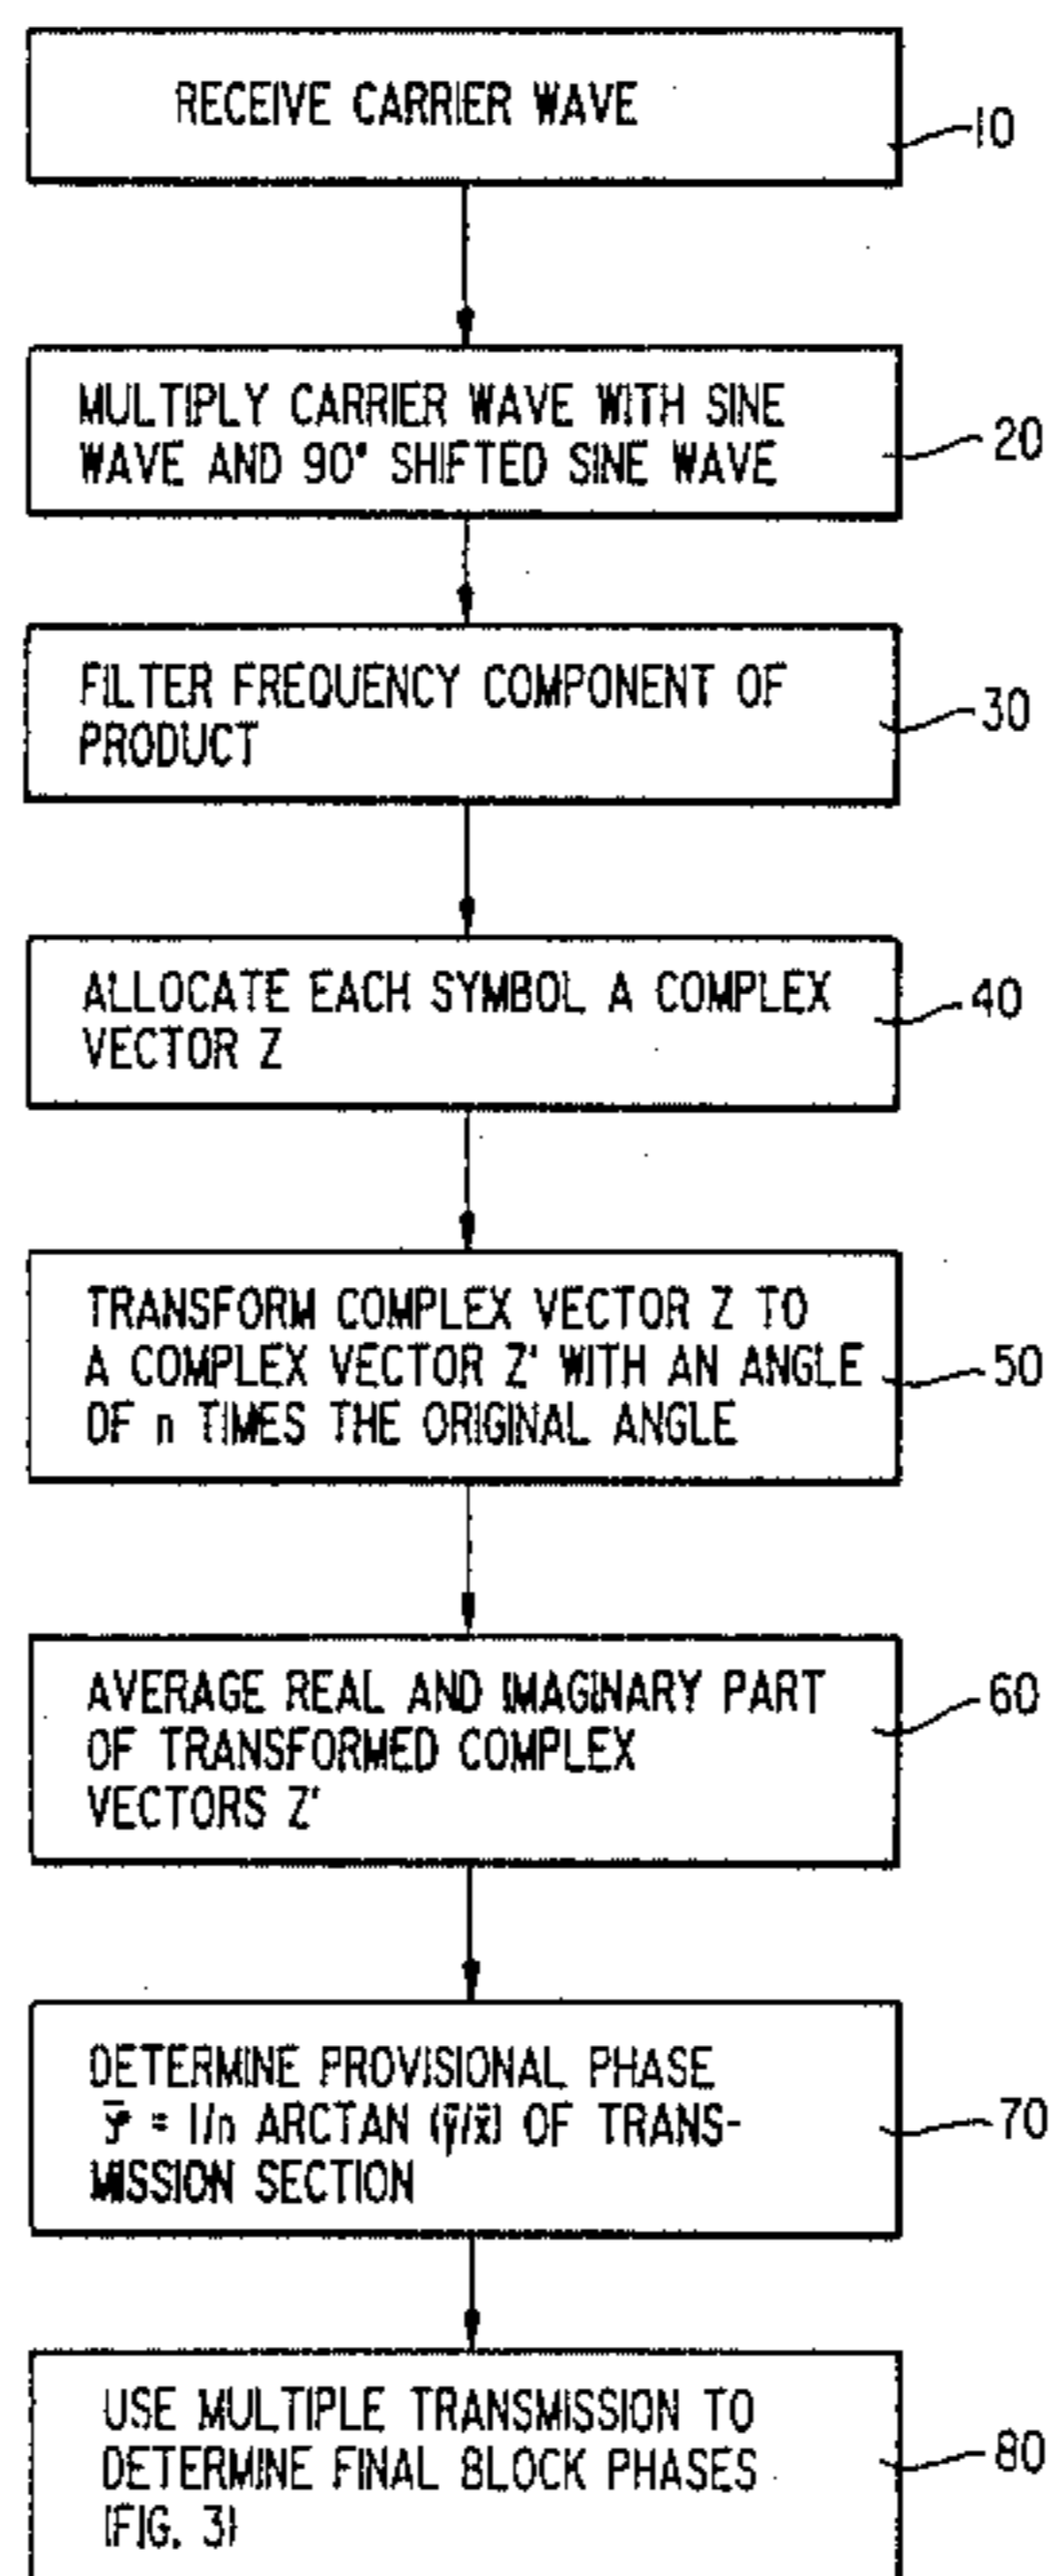 RECEIVE CARRIER WAVE
10
MULTIPLY CARRIER WAVE WITH SINE
WAVE AND 90° SHIFTED SINE WAVE
20
FILTER FREQUENCY COMPONENT OF
PRODUCT
30
ALLOCATE EACH SYMBOL A COMPLEX
VECTOR Z
40
TRANSFORM COMPLEX VECTOR Z TO
A COMPLEX VECTOR Z' WITH AN ANGLE
OF n TIMES THE ORIGINAL ANGLE
50
AVERAGE REAL AND IMAGINARY PART
OF TRANSFORMED COMPLEX
VECTORS Z'
60
DETERMINE PROVISIONAL PHASE
φ̄ = 1/n ARCTAN (ȳ/x̄) OF TRANS-
MISSION SECTION
70
USE MULTIPLE TRANSMISSION TO
DETERMINE FINAL BLOCK PHASES
(FIG. 3)
80